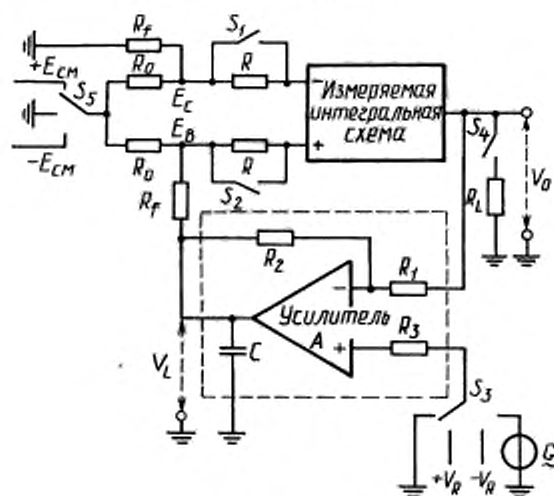 R_f
S_1
+E_см
S_5
R_0
R
E_c
−
Измеряемая
интегральная
схема
E_в
+
S_4
−E_см
R_0
R
S_2
R_L
V_0
R_f
R_2
R_1
−
Усилитель
A
R_3
+
C
V_L
S_3
+V_R
−V_R
G